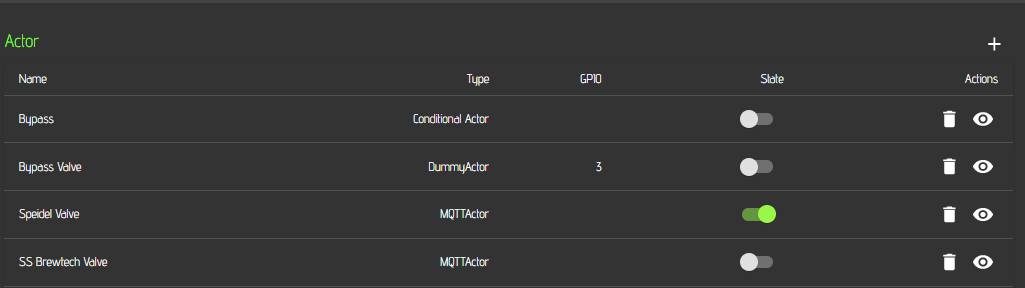 Actor
Name Type GPIO State Actions
Bypass Conditional Actor
Bypass Valve DummyActor 3
Speidel Valve MQTTActor
SS Brewtech Valve MQTTActor